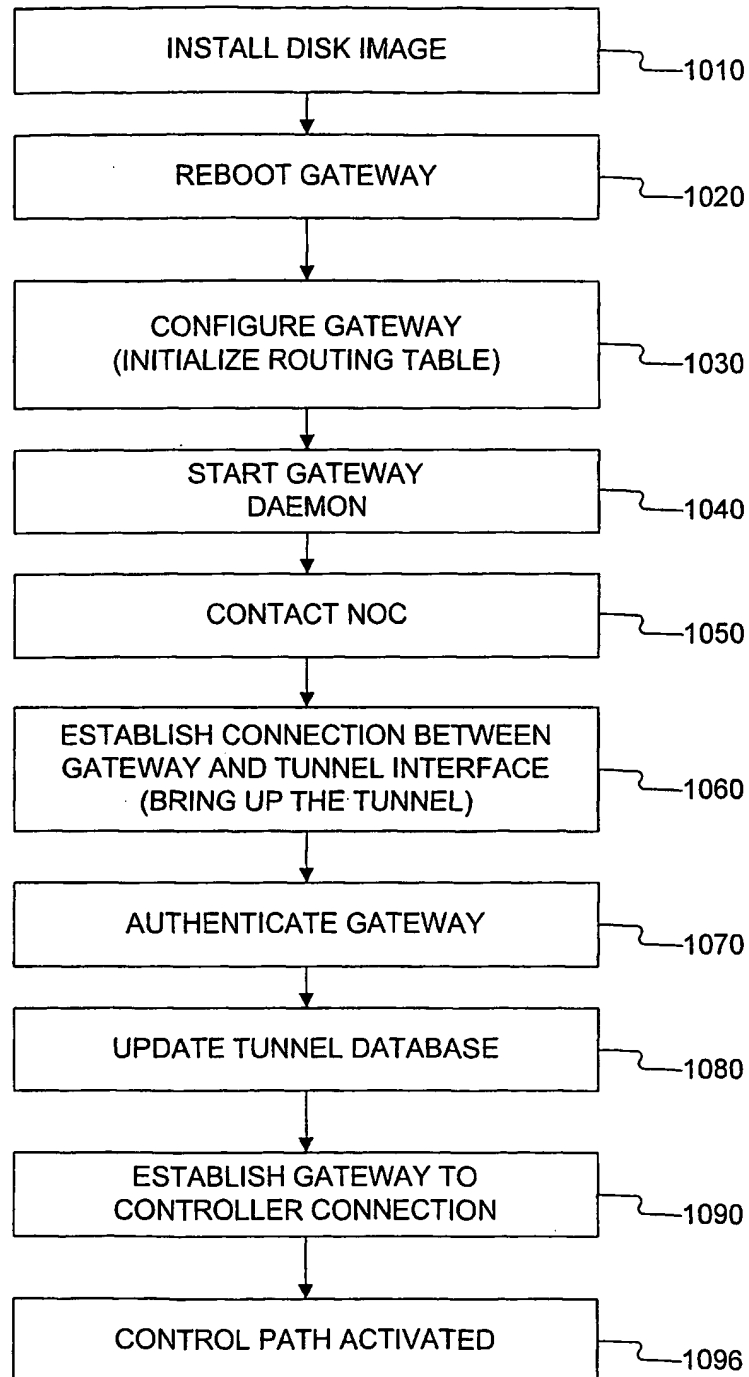 INSTALL DISK IMAGE
1010
REBOOT GATEWAY
1020
CONFIGURE GATEWAY
(INITIALIZE ROUTING TABLE)
1030
START GATEWAY
DAEMON
1040
CONTACT NOC
1050
ESTABLISH CONNECTION BETWEEN
GATEWAY AND TUNNEL INTERFACE
(BRING UP THE TUNNEL)
1060
AUTHENTICATE GATEWAY
1070
UPDATE TUNNEL DATABASE
1080
ESTABLISH GATEWAY TO
CONTROLLER CONNECTION
1090
CONTROL PATH ACTIVATED
1096